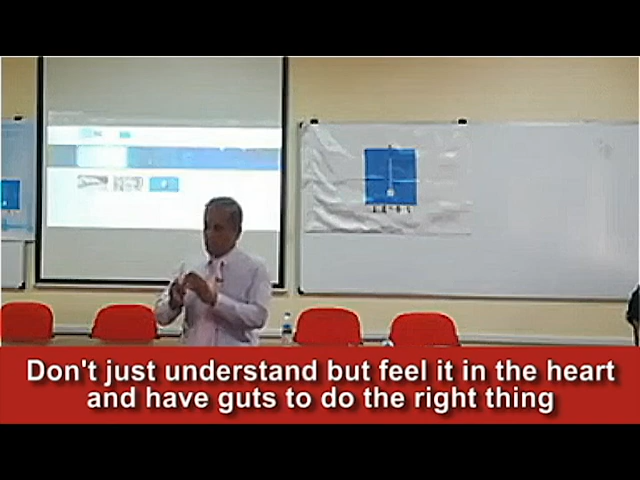 Don't just understand but feel it in the heart
and have guts to do the right thing